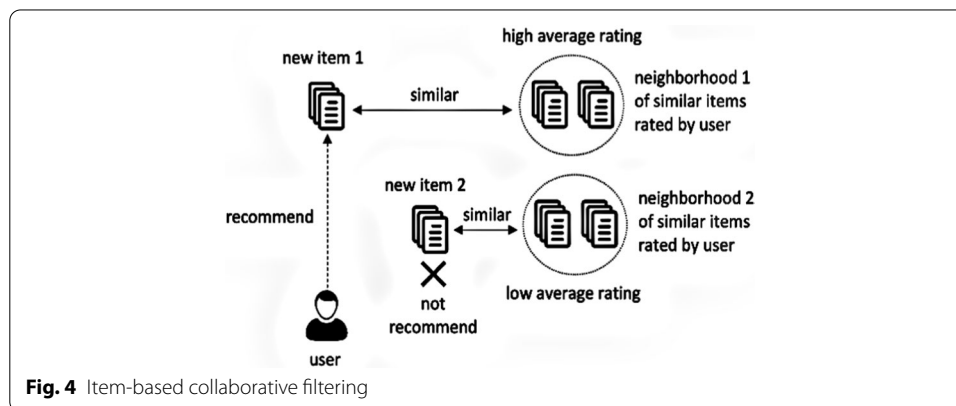 high average rating
new item 1
similar
neighborhood 1
of similar items
rated by user
new item 2
similar
neighborhood 2
of similar items
rated by user
recommend
low average rating
not
recommend
user
Fig. 4 Item-based collaborative filtering